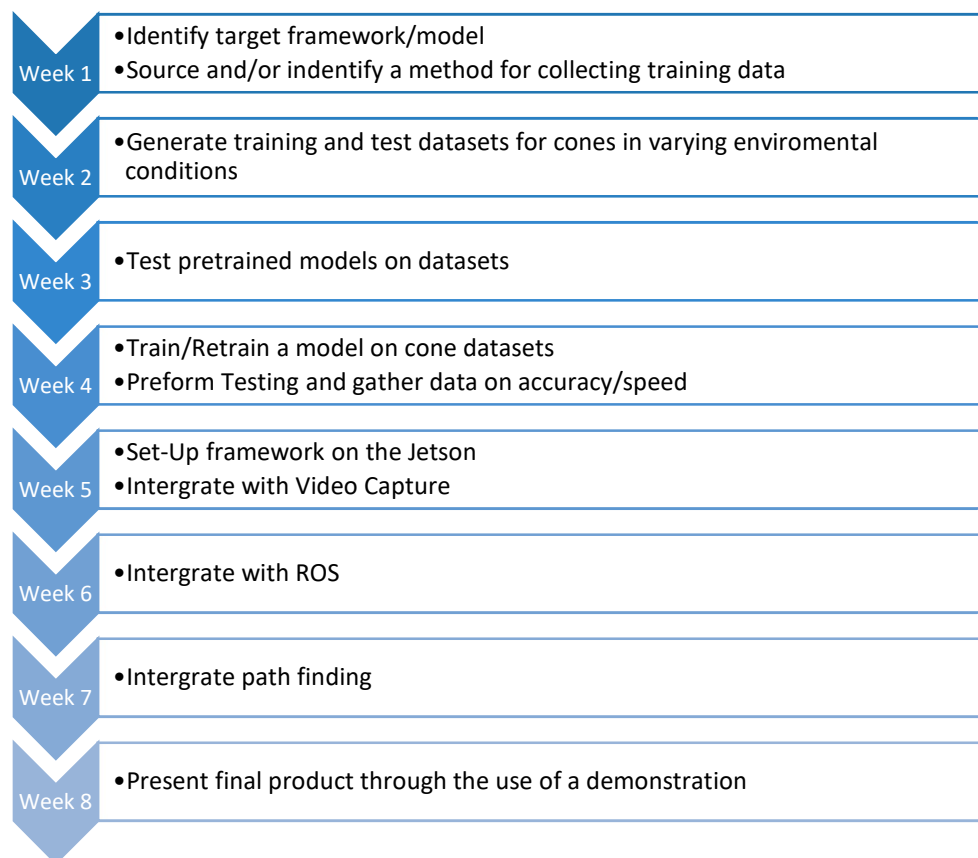 Week 1
•Identify target framework/model
•Source and/or indentify a method for collecting training data
Week 2
•Generate training and test datasets for cones in varying enviromental
conditions
Week 3
•Test pretrained models on datasets
Week 4
•Train/Retrain a model on cone datasets
•Preform Testing and gather data on accuracy/speed
Week 5
•Set-Up framework on the Jetson
•Intergrate with Video Capture
Week 6
•Intergrate with ROS
Week 7
•Intergrate path finding
Week 8
•Present final product through the use of a demonstration